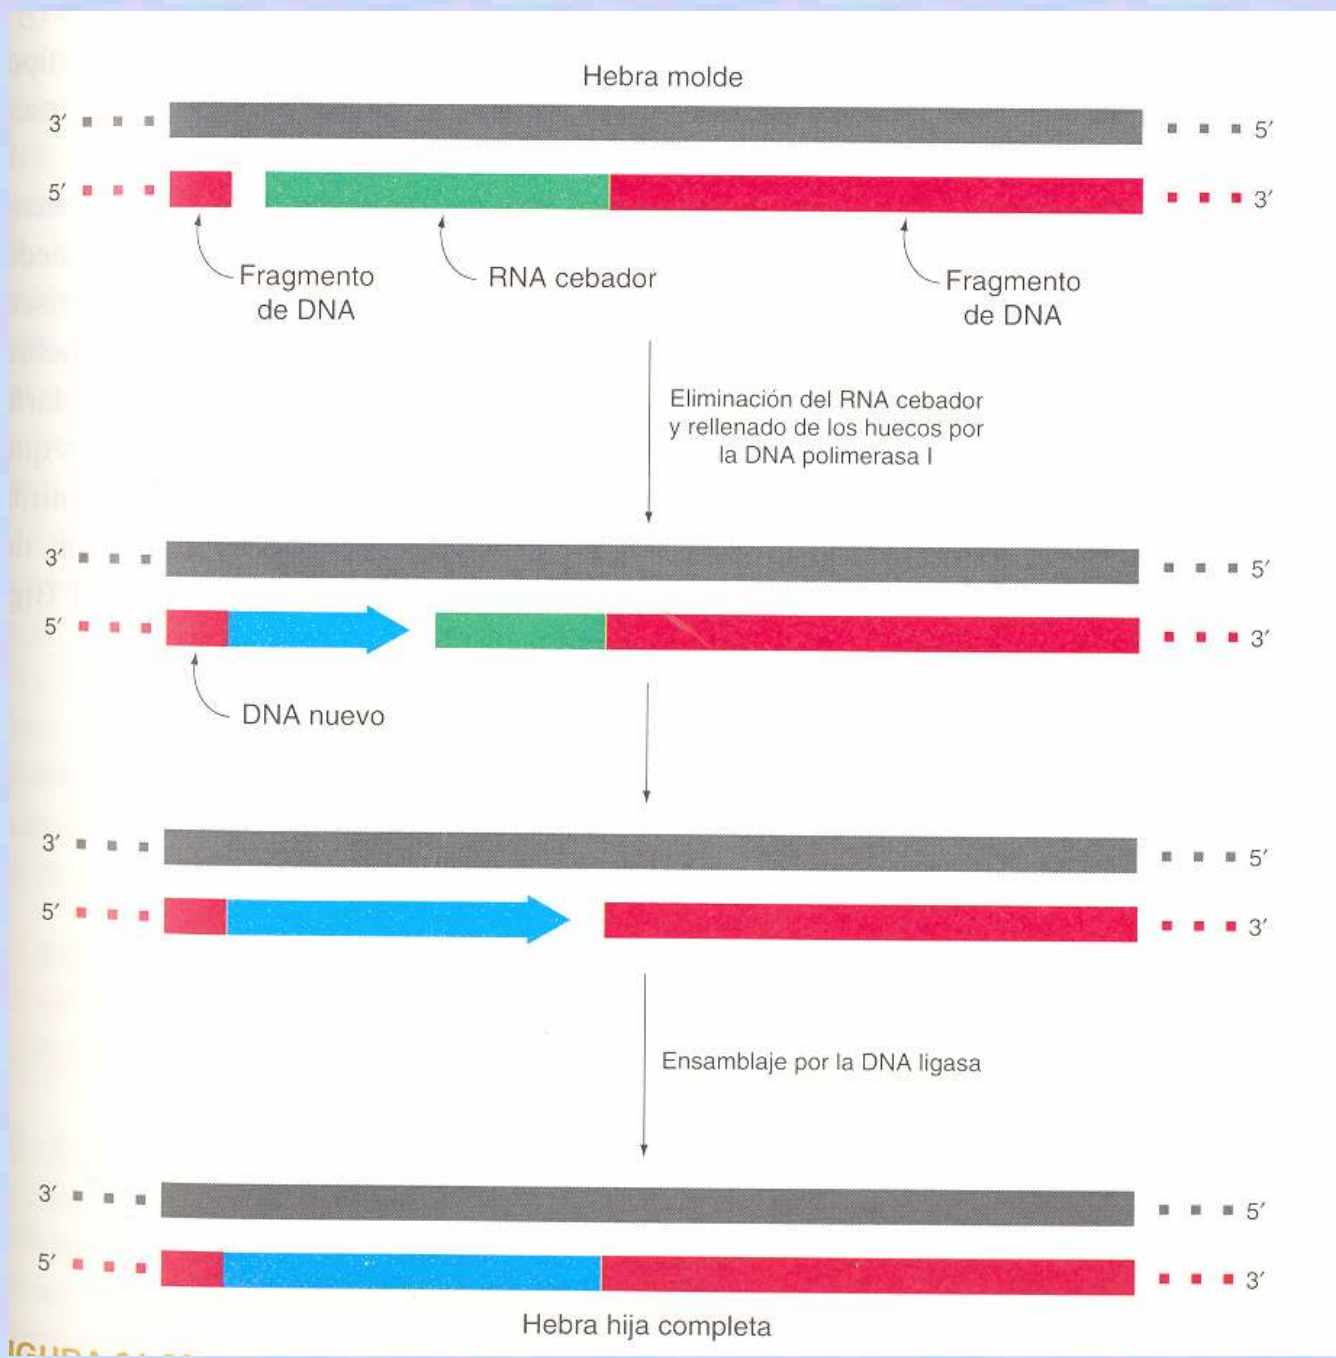 Hebra molde
3′ 5′
5′ 3′
Fragmento
de DNA
RNA cebador
Fragmento
de DNA
Eliminación del RNA cebador
y rellenado de los huecos por
la DNA polimerasa I
3′ 5′
5′ 3′
DNA nuevo
3′ 5′
5′ 3′
Ensamblaje por la DNA ligasa
3′ 5′
5′ 3′
Hebra hija completa